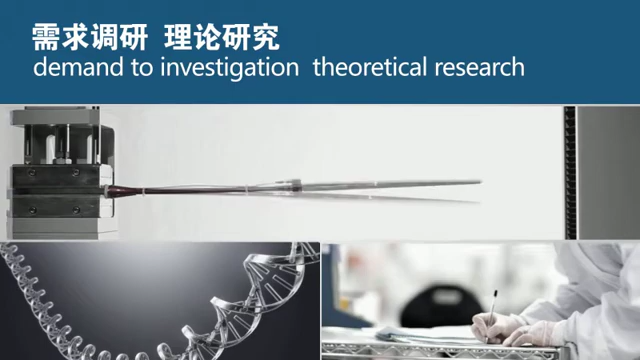 需求调研 理论研究
demand to investigation theoretical research